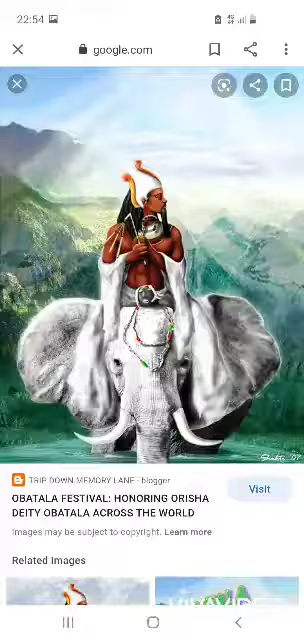 22:54
google.com
TRIP DOWN MEMORY LANE - blogger
OBATALA FESTIVAL: HONORING ORISHA
DEITY OBATALA ACROSS THE WORLD
Visit
Images may be subject to copyright. Learn more
Related images